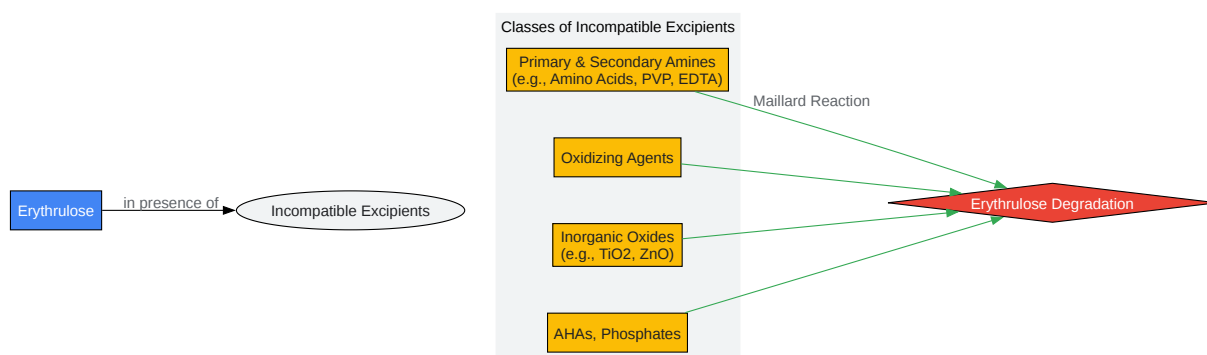 Classes of Incompatible Excipients
Primary & Secondary Amines
(e.g., Amino Acids, PVP, EDTA)
Maillard Reaction
Oxidizing Agents
Erythrulose
in presence of
Incompatible Excipients
Erythrulose Degradation
Inorganic Oxides
(e.g., TiO2, ZnO)
AHAs, Phosphates